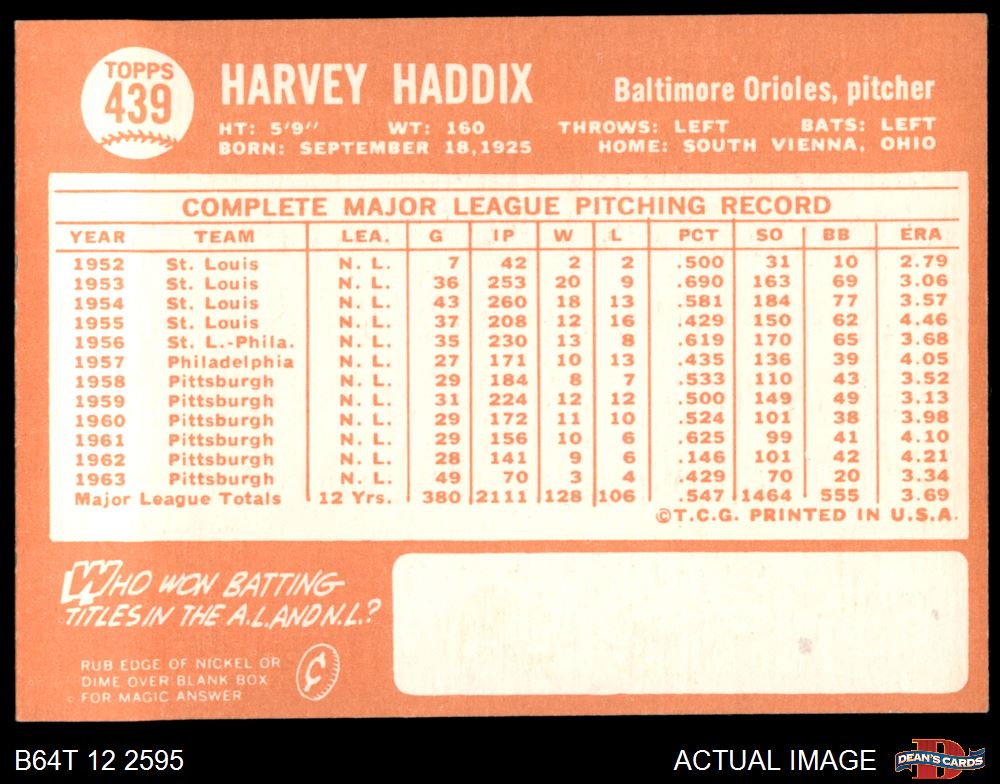 TOPPS
439
HARVEY HADDIX
Baltimore Orioles, pitcher
HT: 5'9'' WT: 160 THROWS: LEFT BATS: LEFT
BORN: SEPTEMBER 18,1925 HOME: SOUTH VIENNA, OHIO
COMPLETE MAJOR LEAGUE PITCHING RECORD
YEAR TEAM LEA. G IP W L PCT SO BB ERA
1952 St. Louis N. L. 7 42 2 2 .500 31 10 2.79
1953 St. Louis N. L. 36 253 20 9 .690 163 69 3.06
1954 St. Louis N. L. 43 260 18 13 .581 184 77 3.57
1955 St. Louis N. L. 37 208 12 16 .429 150 62 4.46
1956 St. L.-Phila. N. L. 35 230 13 8 .619 170 65 3.68
1957 Philadelphia N. L. 27 171 10 13 .435 136 39 4.05
1958 Pittsburgh N. L. 29 184 8 7 .533 110 43 3.52
1959 Pittsburgh N. L. 31 224 12 12 .500 149 49 3.13
1960 Pittsburgh N. L. 29 172 11 10 .524 101 38 3.98
1961 Pittsburgh N. L. 29 156 10 6 .625 99 41 4.10
1962 Pittsburgh N. L. 28 141 9 6 .146 101 42 4.21
1963 Pittsburgh N. L. 49 70 3 4 .429 70 20 3.34
Major League Totals 12 Yrs. 380 2111 128 106 .547 1464 555 3.69
©T.C.G. PRINTED IN U.S.A.
WHO WON BATTING
TITLES IN THE A.L. AND N.L.?
RUB EDGE OF NICKEL OR
DIME OVER BLANK BOX
FOR MAGIC ANSWER
¢
B64T 12 2595
ACTUAL IMAGE
D
DEAN'S CARDS